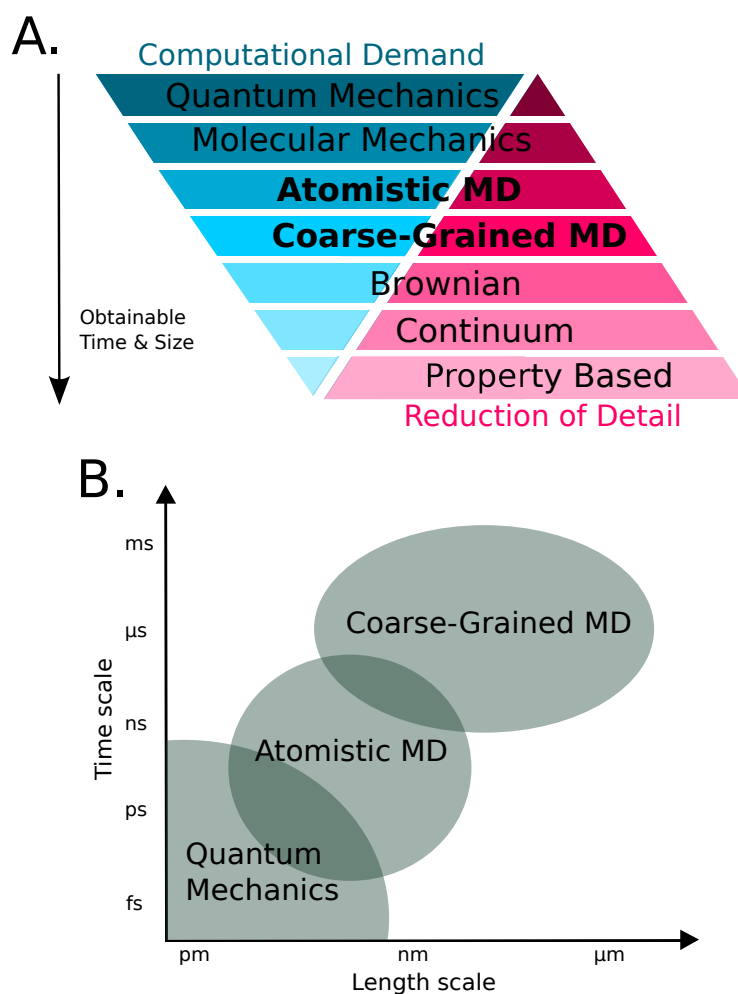 A.
Computational Demand
Quantum Mechanics
Molecular Mechanics
Atomistic MD
Coarse-Grained MD
Brownian
Continuum
Property Based
Obtainable
Time & Size
Reduction of Detail
B.
ms
µs
ns
ps
fs
Time scale
Coarse-Grained MD
Atomistic MD
Quantum
Mechanics
pm
nm
µm
Length scale